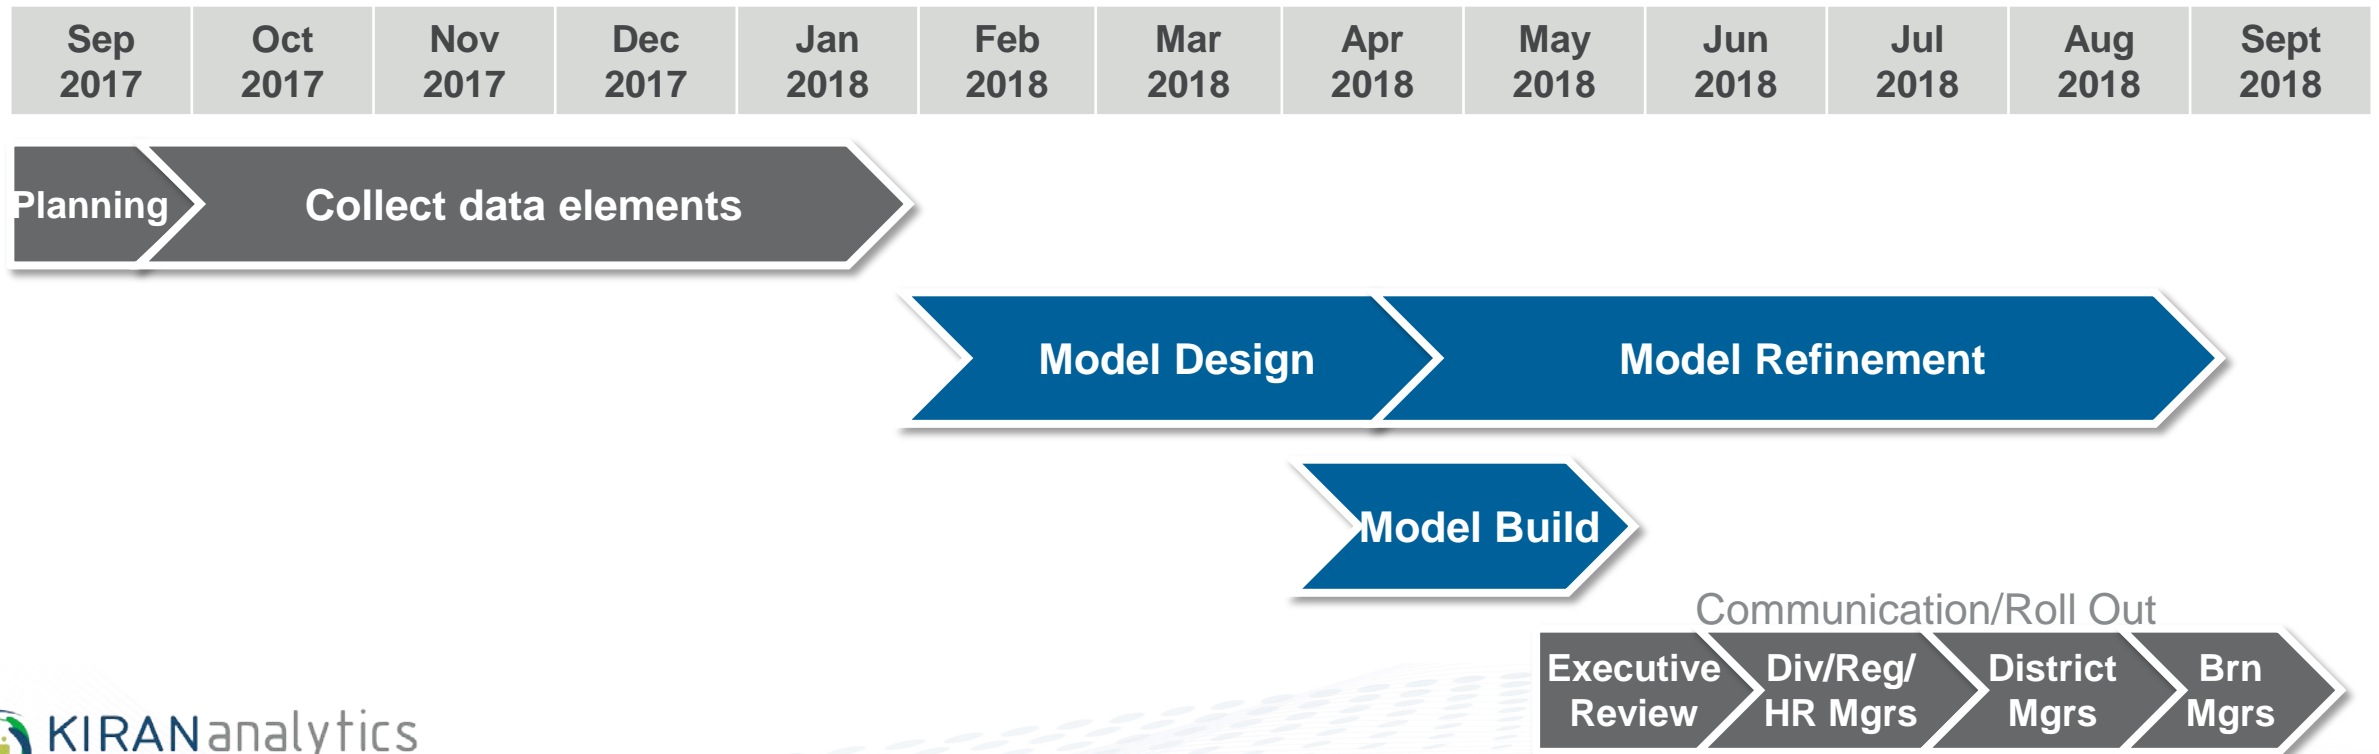 Sep 2017
Oct 2017
Nov 2017
Dec 2017
Jan 2018
Feb 2018
Mar 2018
Apr 2018
May 2018
Jun 2018
Jul 2018
Aug 2018
Sept 2018
Planning
Collect data elements
Model Design
Model Refinement
Model Build
Communication/Roll Out
Executive
Review
Div/Reg/
HR Mgrs
District
Mgrs
Brn
Mgrs
KIRANanalytics